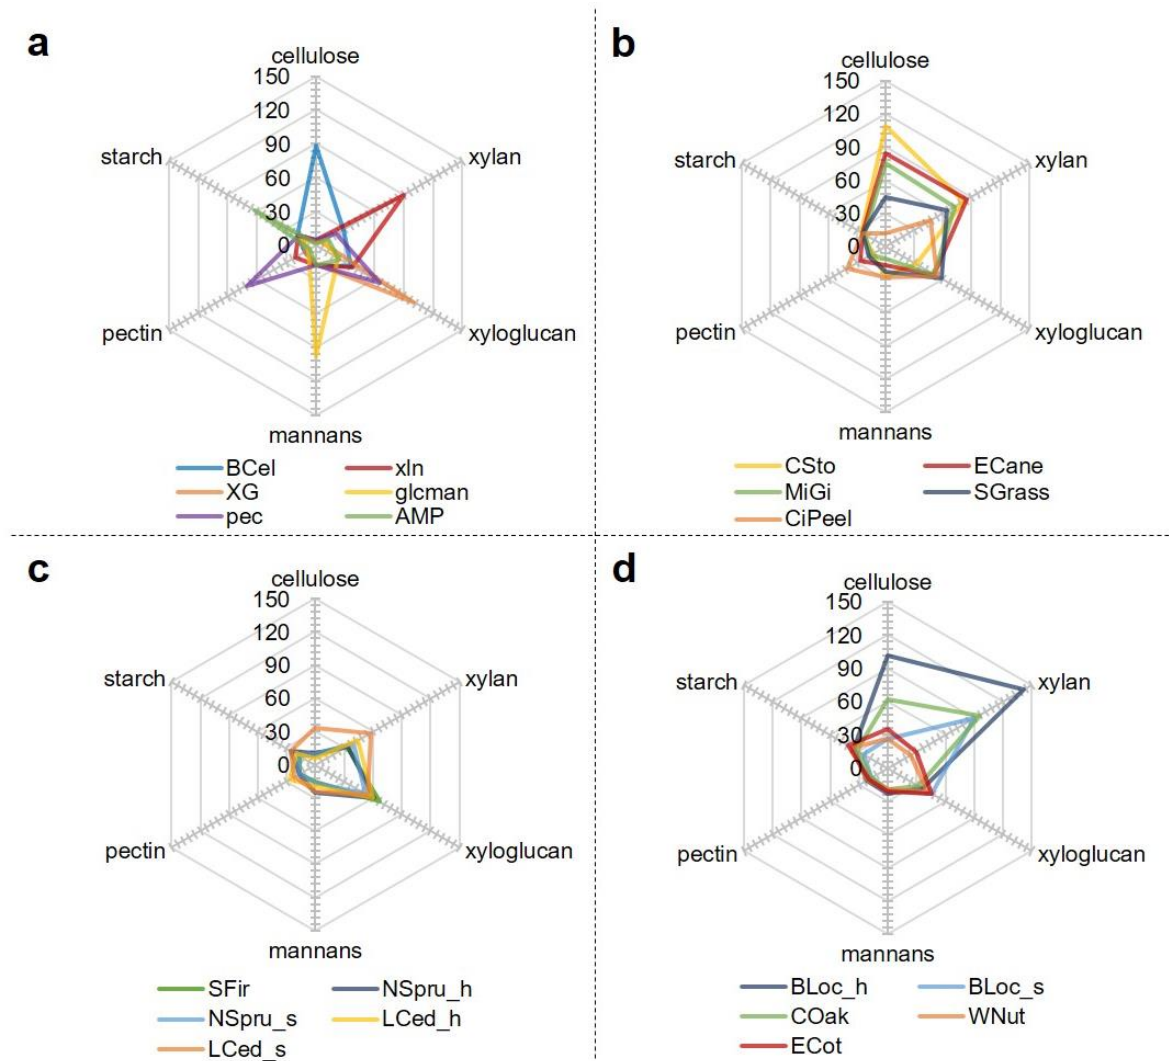 a
cellulose
150
120
90
60
30
0
xylan
xyloglucan
mannans
pectin
starch
BCel xln
XG glcman
pec AMP
b
cellulose
150
120
90
60
30
0
xylan
xyloglucan
mannans
pectin
starch
CSto ECane
MiGi SGrass
CiPeel
c
cellulose
150
120
90
60
30
0
xylan
xyloglucan
mannans
pectin
starch
SFir NSpru_h
NSpru_s LCed_h
LCed_s
d
cellulose
150
120
90
60
30
0
xylan
xyloglucan
mannans
pectin
starch
BLoc_h BLoc_s
COak WNut
ECot